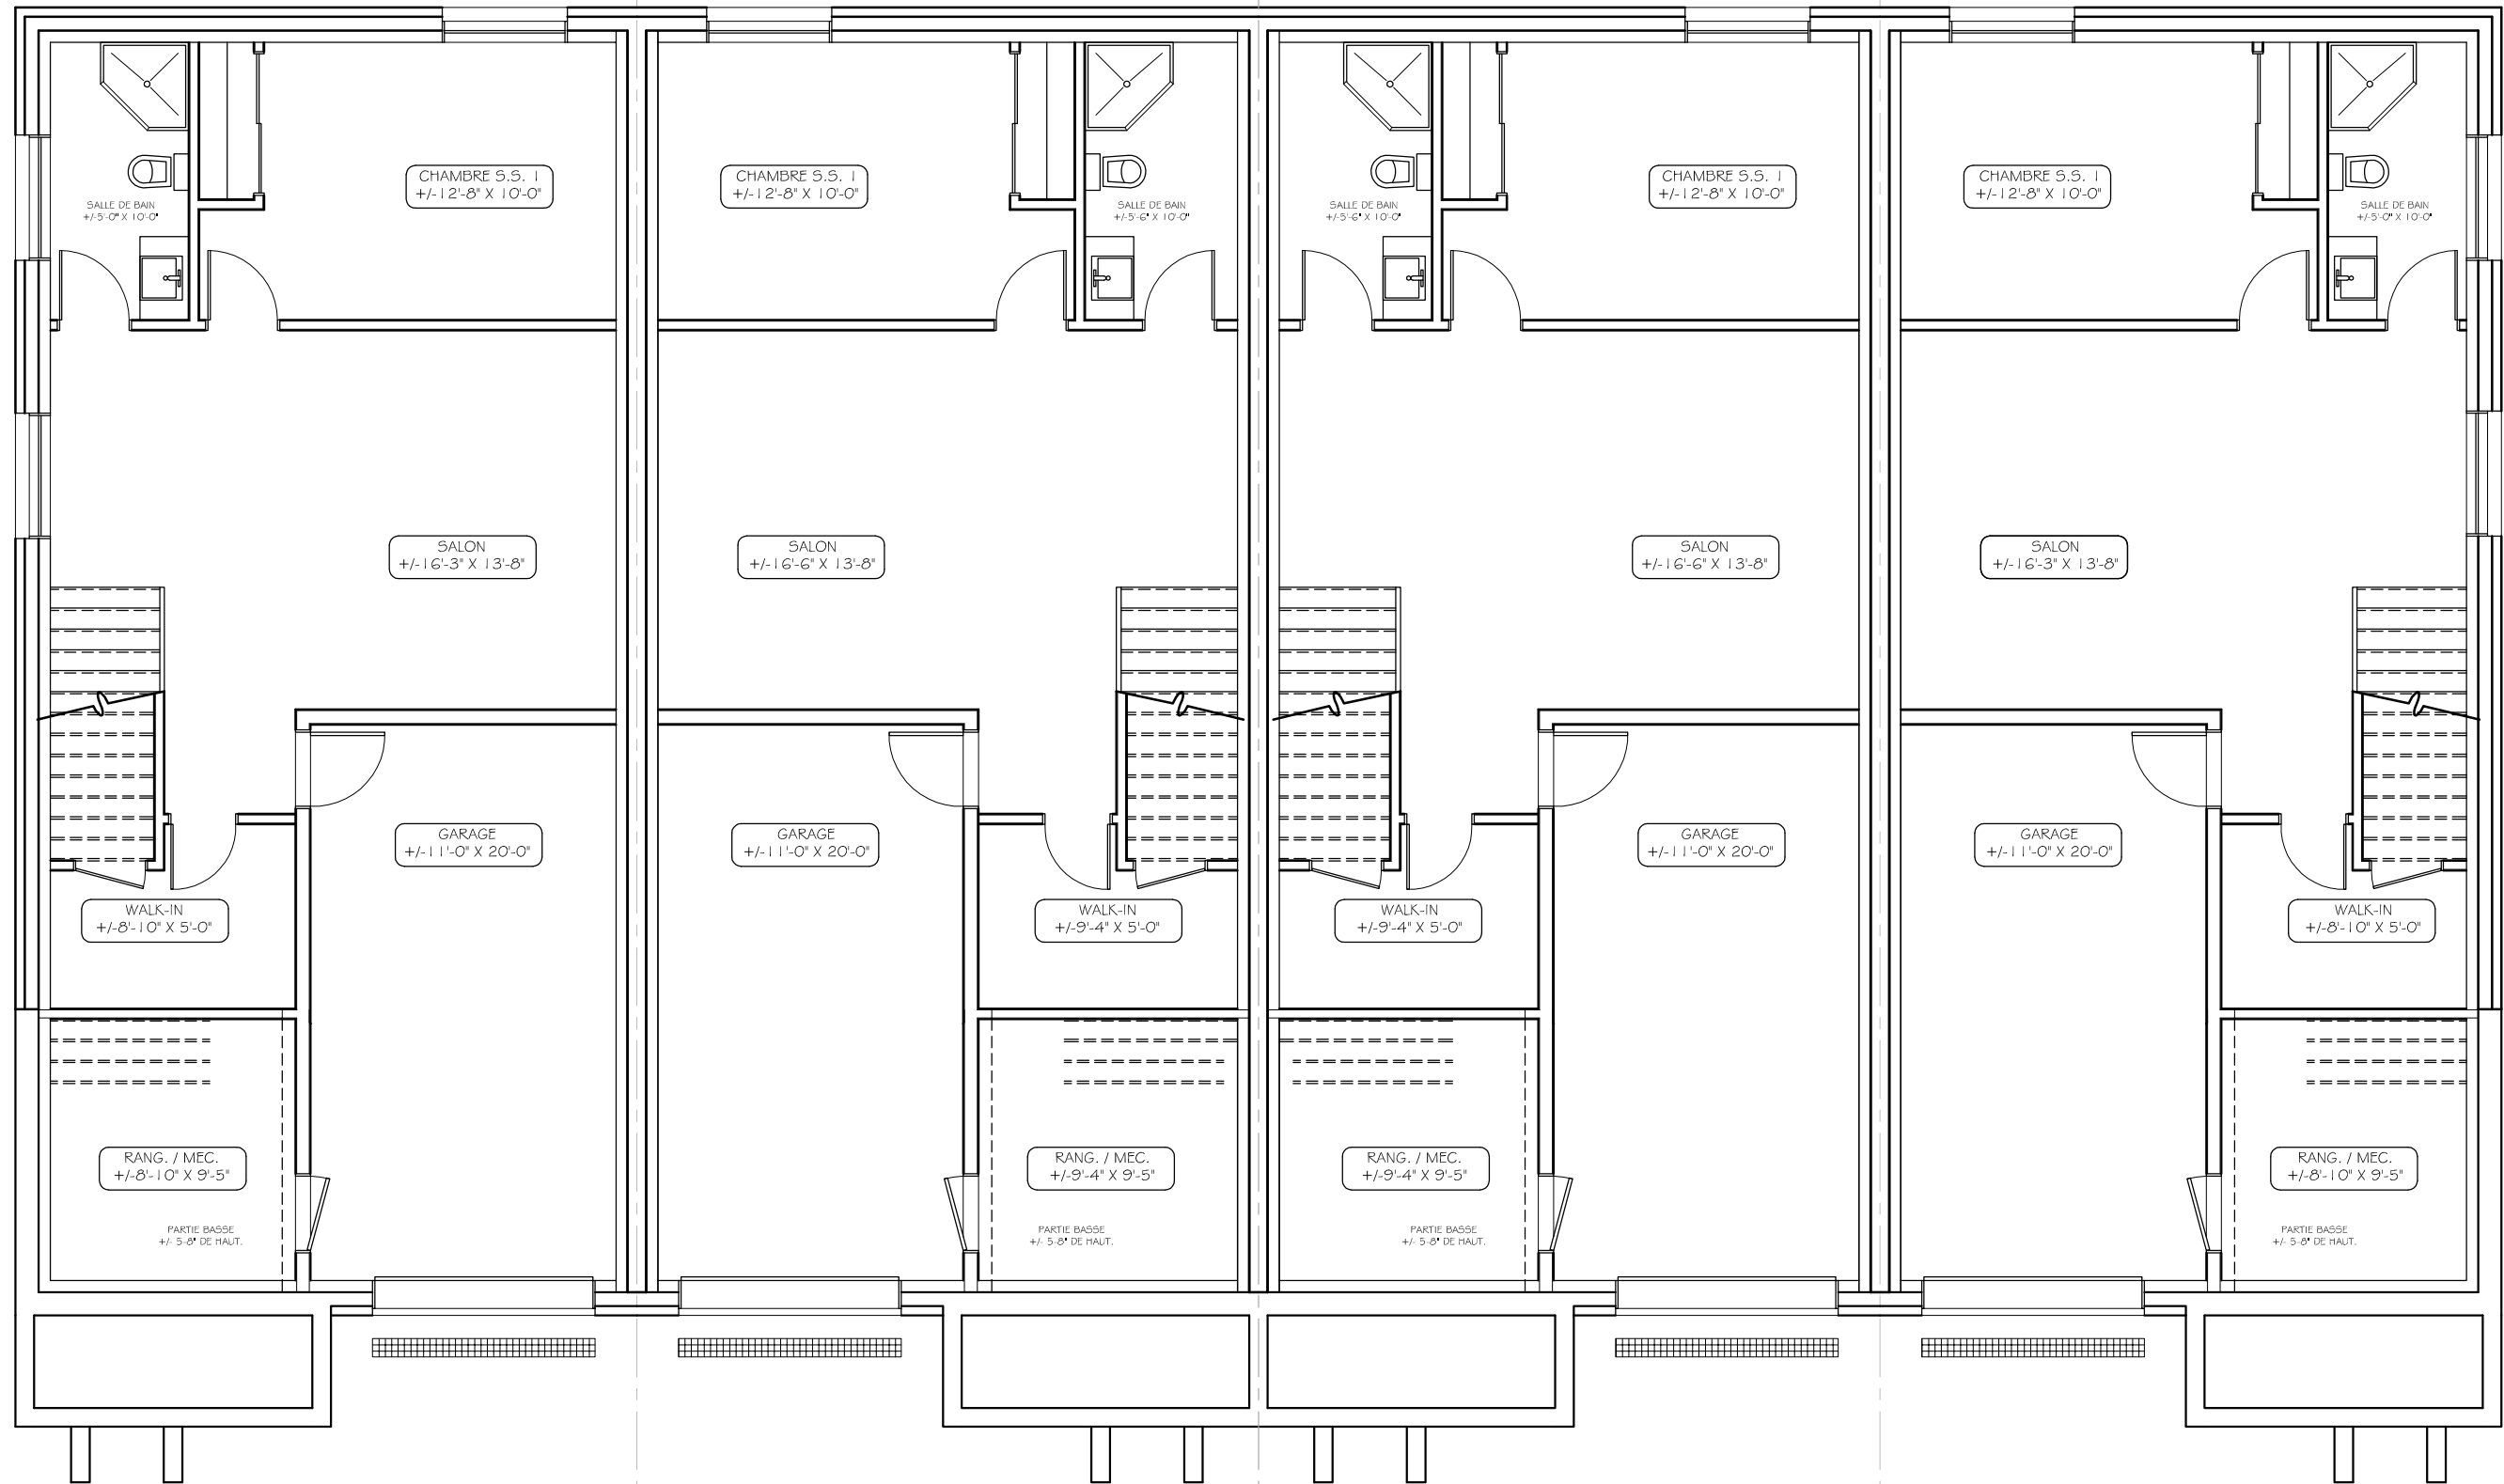 CHAMBRE S.S. 1
+/-12'-8" X 10'-0"
CHAMBRE S.S. 1
+/-12'-8" X 10'-0"
CHAMBRE S.S. 1
+/-12'-8" X 10'-0"
CHAMBRE S.S. 1
+/-12'-8" X 10'-0"
SALLE DE BAIN
+/-5'-0" X 10'-0"
SALLE DE BAIN
+/-5'-6" X 10'-0"
SALLE DE BAIN
+/-5'-6" X 10'-0"
SALLE DE BAIN
+/-5'-0" X 10'-0"
SALON
+/-16'-3" X 13'-8"
SALON
+/-16'-6" X 13'-8"
SALON
+/-16'-6" X 13'-8"
SALON
+/-16'-3" X 13'-8"
GARAGE
+/-11'-0" X 20'-0"
GARAGE
+/-11'-0" X 20'-0"
GARAGE
+/-11'-0" X 20'-0"
GARAGE
+/-11'-0" X 20'-0"
WALK-IN
+/-8'-10" X 5'-0"
WALK-IN
+/-9'-4" X 5'-0"
WALK-IN
+/-9'-4" X 5'-0"
WALK-IN
+/-8'-10" X 5'-0"
RANG. / MEC.
+/-8'-10" X 9'-5"
RANG. / MEC.
+/-9'-4" X 9'-5"
RANG. / MEC.
+/-9'-4" X 9'-5"
RANG. / MEC.
+/-8'-10" X 9'-5"
PARTIE BASSE
+/- 5'-8" DE HAUT.
PARTIE BASSE
+/- 5'-8" DE HAUT.
PARTIE BASSE
+/- 5'-8" DE HAUT.
PARTIE BASSE
+/- 5'-8" DE HAUT.